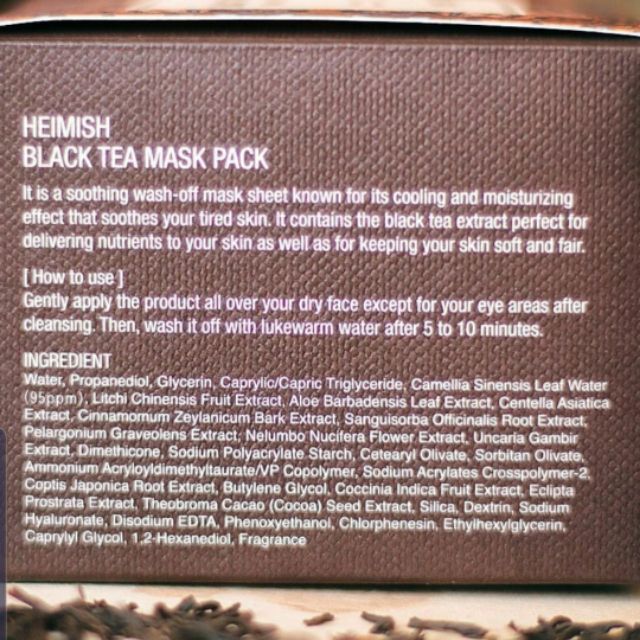 HEIMISH
BLACK TEA MASK PACK
It is a soothing wash-off mask sheet known for its cooling and moisturizing
effect that soothes your tired skin. It contains the black tea extract perfect for
delivering nutrients to your skin as well as for keeping your skin soft and fair.
[ How to use ]
Gently apply the product all over your dry face except for your eye areas after
cleansing. Then, wash it off with lukewarm water after 5 to 10 minutes.
INGREDIENT
Water, Propanediol, Glycerin, Caprylic/Capric Triglyceride, Camellia Sinensis Leaf Water
(95ppm), Litchi Chinensis Fruit Extract, Aloe Barbadensis Leaf Extract, Centella Asiatica
Extract, Cinnamomum Zeylanicum Bark Extract, Sanguisorba Officinalis Root Extract,
Pelargonium Graveolens Extract, Nelumbo Nucifera Flower Extract, Uncaria Gambir
Extract, Dimethicone, Sodium Polyacrylate Starch, Cetearyl Olivate, Sorbitan Olivate,
Ammonium Acryloyldimethyltaurate/VP Copolymer, Sodium Acrylates Crosspolymer-2,
Coptis Japonica Root Extract, Butylene Glycol, Coccinia Indica Fruit Extract, Eclipta
Prostrata Extract, Theobroma Cacao (Cocoa) Seed Extract, Silica, Dextrin, Sodium
Hyaluronate, Disodium EDTA, Phenoxyethanol, Chlorphenesin, Ethylhexylglycerin,
Caprylyl Glycol, 1,2-Hexanediol, Fragrance